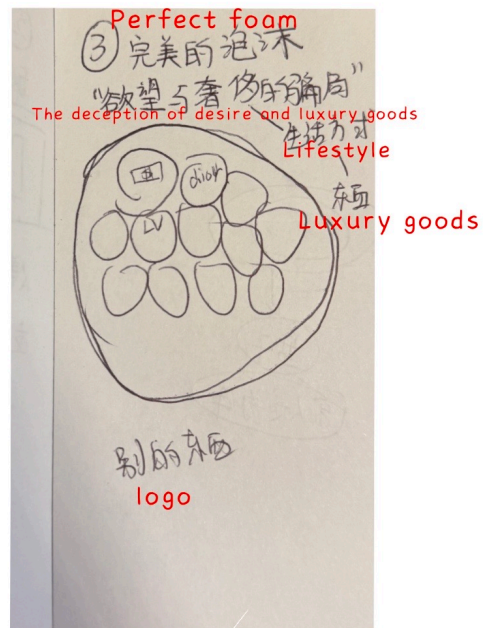 Perfect foam
③ 完美的泡沫
"欲望与奢侈的骗局"
The deception of desire and luxury goods
生活方式
Lifestyle
东西
Luxury goods
dior
LV
别的东西
logo